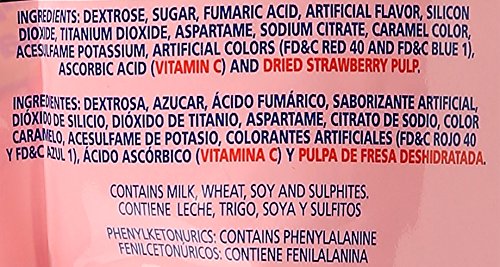 INGREDIENTS: DEXTROSE, SUGAR, FUMARIC ACID, ARTIFICIAL FLAVOR, SILICON
DIOXIDE, TITANIUM DIOXIDE, ASPARTAME, SODIUM CITRATE, CARAMEL COLOR,
ACESULFAME POTASSIUM, ARTIFICIAL COLORS (FD&C RED 40 AND FD&C BLUE 1),
ASCORBIC ACID (VITAMIN C) AND DRIED STRAWBERRY PULP.
INGREDIENTES: DEXTROSA, AZUCAR, ÁCIDO FUMÁRICO, SABORIZANTE ARTIFICIAL,
DIÓXIDO DE SILICIO, DIÓXIDO DE TITANIO, ASPARTAME, CITRATO DE SODIO, COLOR
CARAMELO, ACESULFAME DE POTASIO, COLORANTES ARTIFICIALES (FD&C ROJO 40
Y FD&C AZUL 1), ÁCIDO ASCÓRBICO (VITAMINA C) Y PULPA DE FRESA DESHIDRATADA.
CONTAINS MILK, WHEAT, SOY AND SULPHITES.
CONTIENE LECHE, TRIGO, SOYA Y SULFITOS
PHENYLKETONURICS: CONTAINS PHENYLALANINE
FENILCETONÚRICOS: CONTIENE FENILALANINA